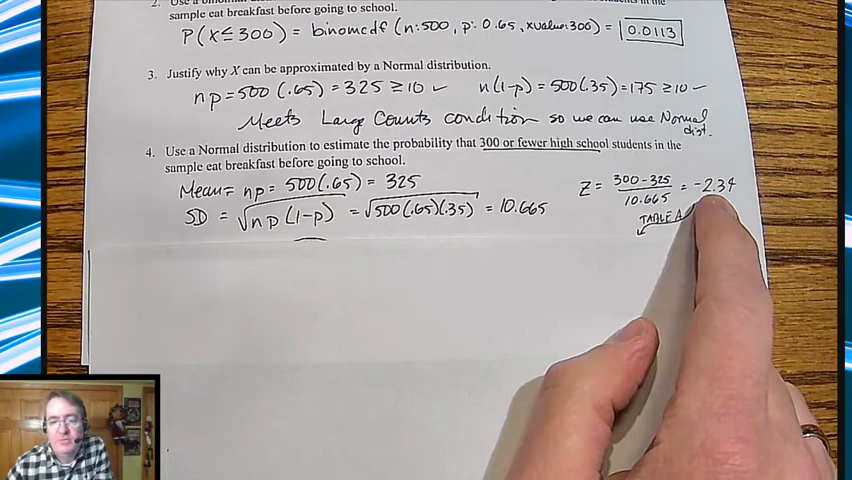 sample eat breakfast before going to school.
P(X≤300) = binomcdf (n:500, p:0.65, xvalue:300) = 0.0113
3. Justify why X can be approximated by a Normal distribution.
np = 500(.65) = 325 ≥10 ✓ n(1-p) = 500(.35) = 175 ≥10 ✓
Meets Large Counts condition so we can use Normal
dist.
4. Use a Normal distribution to estimate the probability that 300 or fewer high school students in the
sample eat breakfast before going to school.
Mean = np = 500(.65) = 325
SD = √np(1-p) = √500(.65)(.35) = 10.665
Z = 300-325 / 10.665 = -2.34
TABLE A